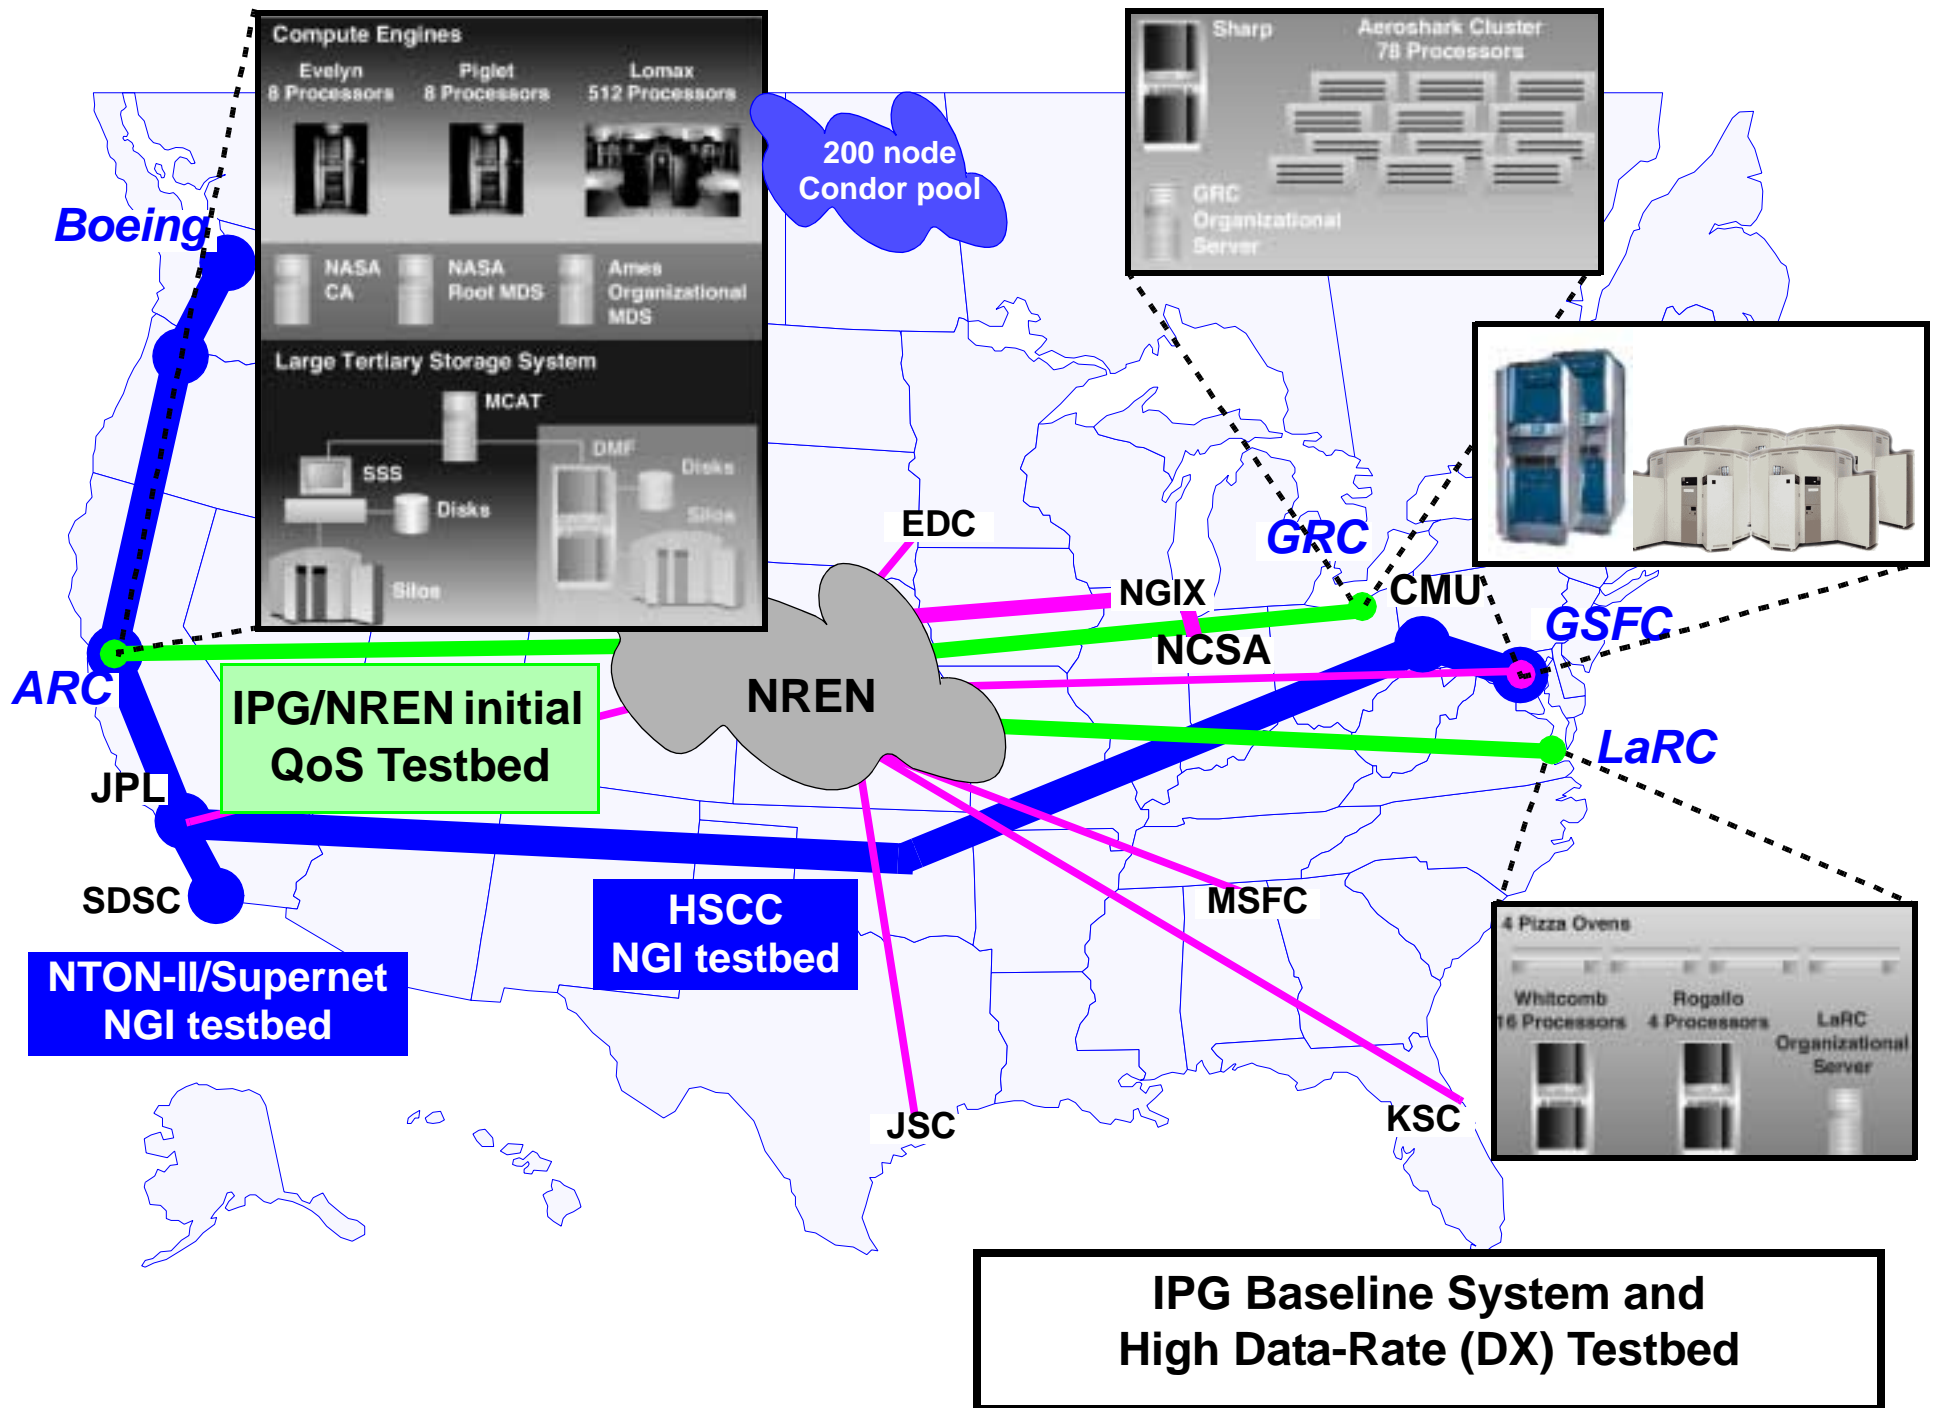 Compute Engines
Evelyn
8 Processors
Piglet
8 Processors
Lomax
512 Processors
NASA
CA
NASA
Root MDS
Ames
Organizational
MDS
Large Tertiary Storage System
MCAT
SSS
Disks
Silos
DMF
Disks
Silos
200 node
Condor pool
Sharp
Aeroshark Cluster
78 Processors
GRC
Organizational
Server
Boeing
EDC
GRC
NGIX
CMU
NCSA
GSFC
ARC
NREN
LaRC
IPG/NREN initial
QoS Testbed
JPL
SDSC
HSCC
NGI testbed
MSFC
NTON-II/Supernet
NGI testbed
JSC
KSC
4 Pizza Ovens
Whitcomb
16 Processors
Rogallo
4 Processors
LaRC
Organizational
Server
IPG Baseline System and
High Data-Rate (DX) Testbed